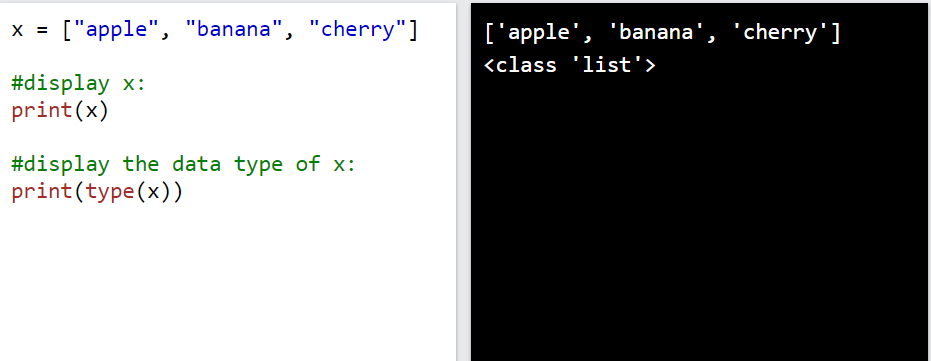 x = ["apple", "banana", "cherry"]
#display x:
print(x)
#display the data type of x:
print(type(x))
['apple', 'banana', 'cherry']
<class 'list'>